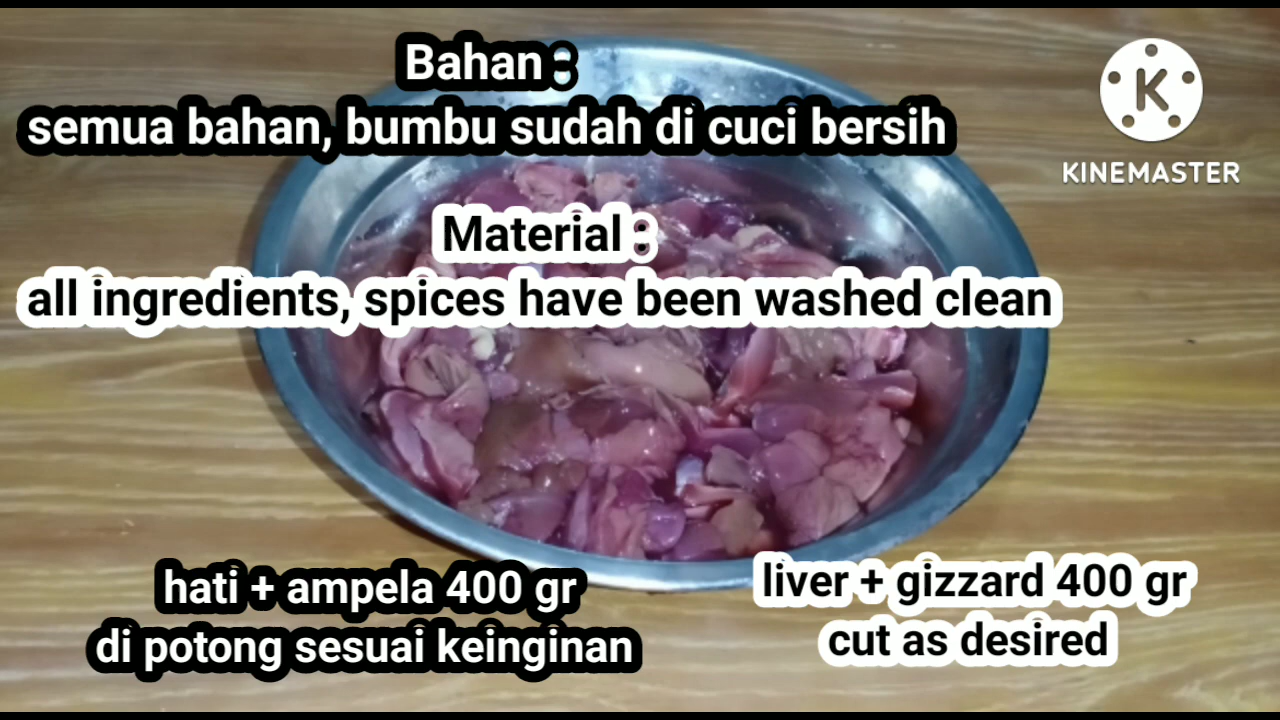 Bahan :
semua bahan, bumbu sudah di cuci bersih
Material :
all ingredients, spices have been washed clean
hati + ampela 400 gr
di potong sesuai keinginan
liver + gizzard 400 gr
cut as desired
K
KINEMASTER